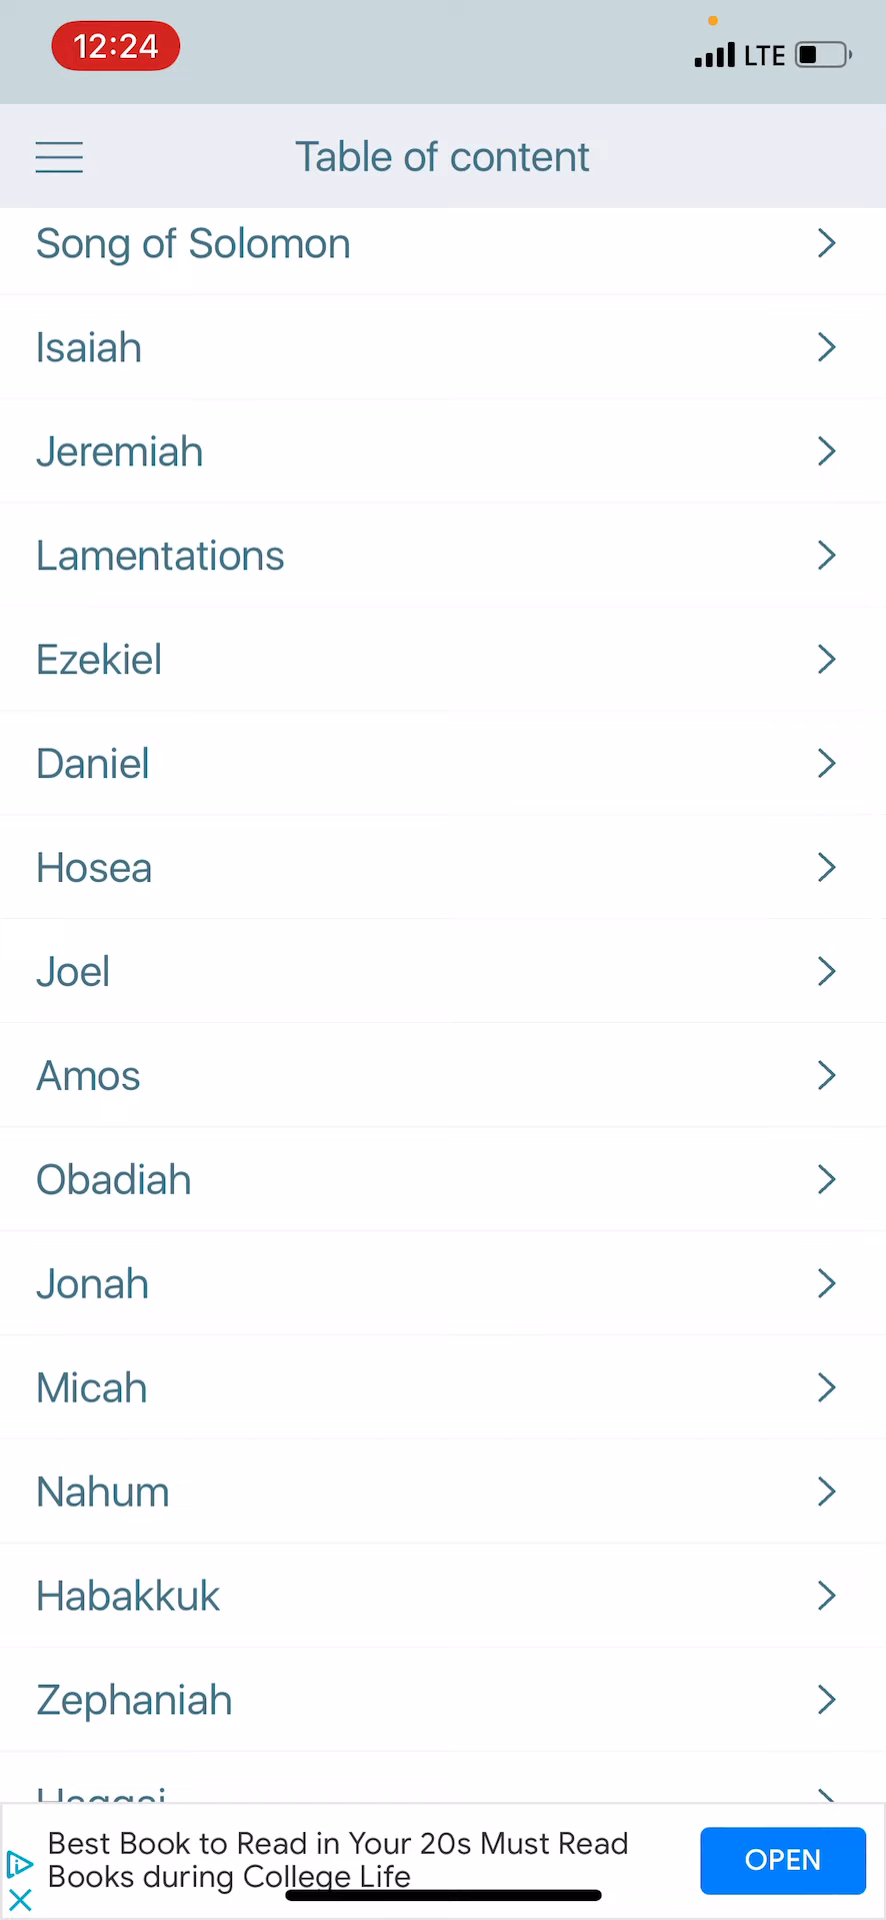 12:24
LTE
Table of content
Song of Solomon
Isaiah
Jeremiah
Lamentations
Ezekiel
Daniel
Hosea
Joel
Amos
Obadiah
Jonah
Micah
Nahum
Habakkuk
Zephaniah
Haggai
Best Book to Read in Your 20s Must Read
Books during College Life
OPEN